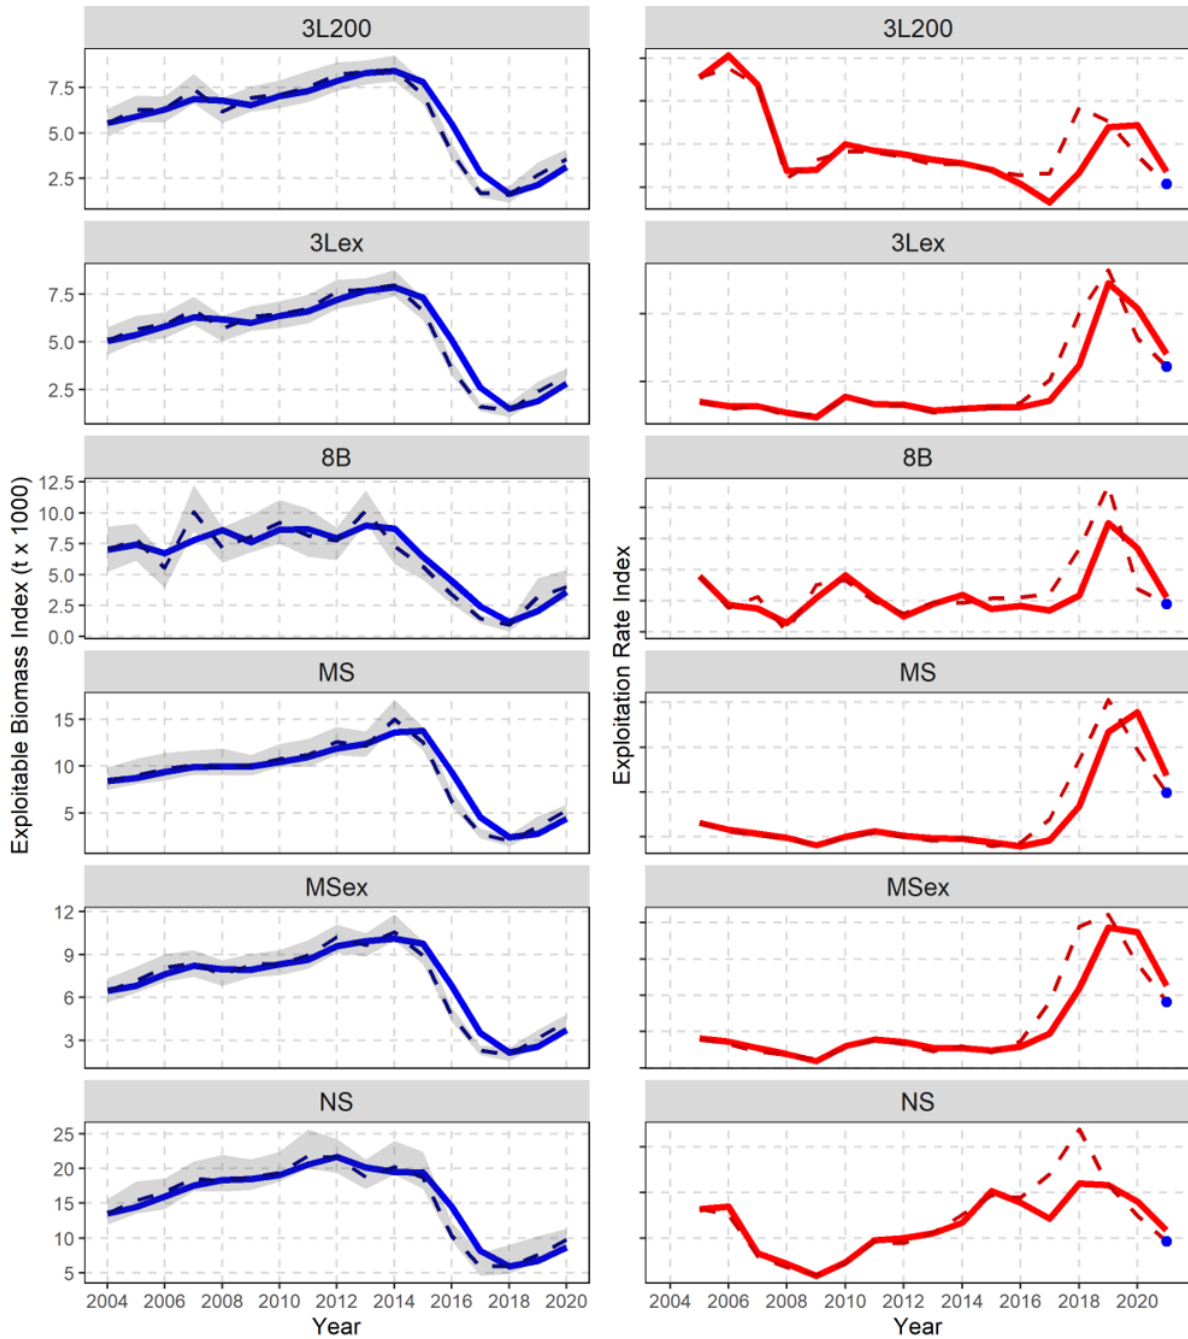 3L200
3L200
7.5
5.0
2.5
3Lex
3Lex
7.5
5.0
2.5
8B
8B
12.5
10.0
7.5
5.0
2.5
0.0
MS
MS
15
10
5
MSex
MSex
12
9
6
3
NS
NS
25
20
15
10
5
Exploitable Biomass Index (t x 1000)
Exploitation Rate Index
2004 2006 2008 2010 2012 2014 2016 2018 2020
2004 2006 2008 2010 2012 2014 2016 2018 2020
Year
Year